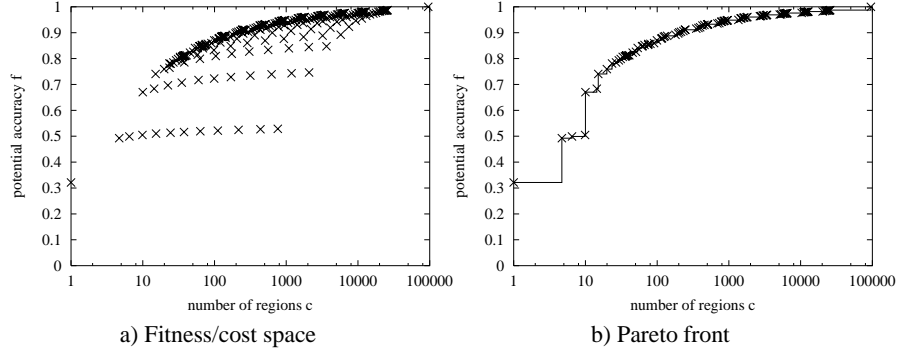 1
0.9
0.8
0.7
0.6
0.5
0.4
0.3
0.2
0.1
0
potential accuracy f
1 10 100 1000 10000 100000
number of regions c
a) Fitness/cost space
1
0.9
0.8
0.7
0.6
0.5
0.4
0.3
0.2
0.1
0
potential accuracy f
1 10 100 1000 10000 100000
number of regions c
b) Pareto front